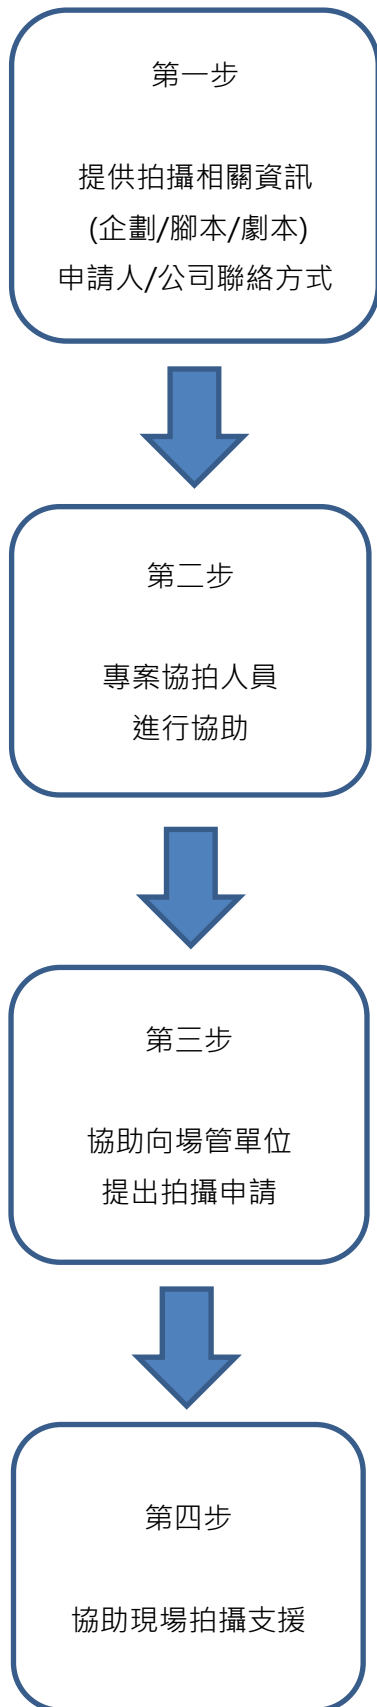 第一步
提供拍攝相關資訊
(企劃/腳本/劇本)
申請人/公司聯絡方式
第二步
專案協拍人員
進行協助
第三步
協助向場管單位
提出拍攝申請
第四步
協助現場拍攝支援